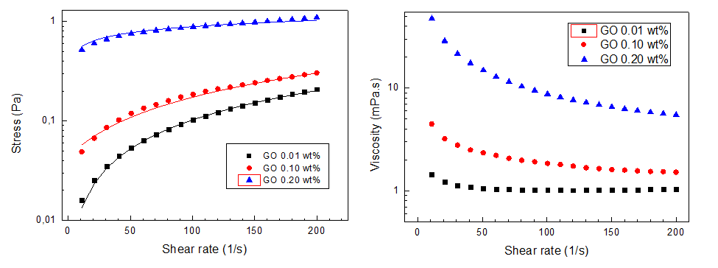 1
0,1
0,01
Stress (Pa)
GO 0.01 wt%
GO 0.10 wt%
GO 0.20 wt%
0 50 100 150 200
Shear rate (1/s)
10
1
Viscosity (mPa.s)
GO 0.01 wt%
GO 0.10 wt%
GO 0.20 wt%
0 50 100 150 200
Shear rate (1/s)